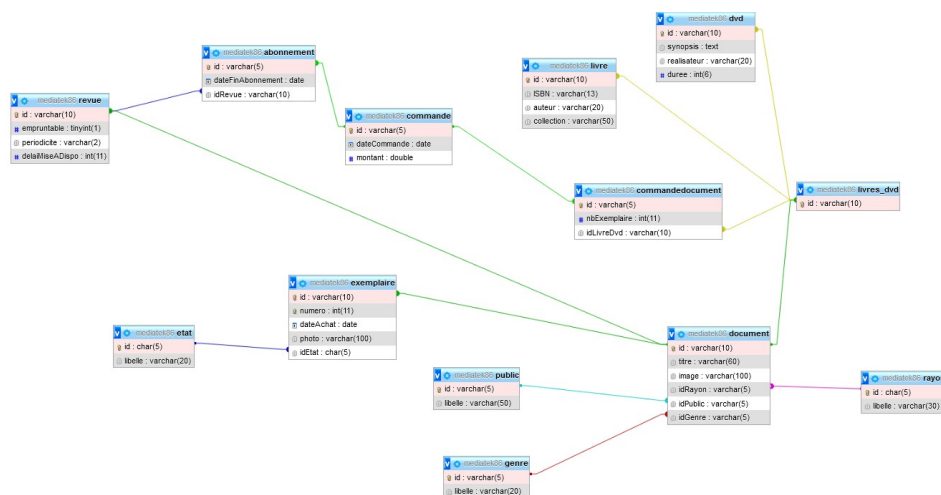 mediatek86 dvd
id : varchar(10)
synopsis : text
realisateur : varchar(20)
duree : int(6)
mediatek86 abonnement
id : varchar(5)
dateFinAbonnement : date
idRevue : varchar(10)
mediatek86 livre
id : varchar(10)
ISBN : varchar(13)
auteur : varchar(20)
collection : varchar(50)
mediatek86 revue
id : varchar(10)
empruntable : tinyint(1)
periodicite : varchar(2)
delaiMiseADispo : int(11)
mediatek86 commande
id : varchar(5)
dateCommande : date
montant : double
mediatek86 commandedocument
id : varchar(5)
nbExemplaire : int(11)
idLivreDvd : varchar(10)
mediatek86 livres_dvd
id : varchar(10)
mediatek86 exemplaire
id : varchar(10)
numero : int(11)
dateAchat : date
photo : varchar(100)
idEtat : char(5)
mediatek86 etat
id : char(5)
libelle : varchar(20)
mediatek86 document
id : varchar(10)
titre : varchar(60)
image : varchar(100)
idRayon : varchar(5)
idPublic : varchar(5)
idGenre : varchar(5)
mediatek86 public
id : varchar(5)
libelle : varchar(50)
mediatek86 rayo
id : char(5)
libelle : varchar(30)
mediatek86 genre
id : varchar(5)
libelle : varchar(20)